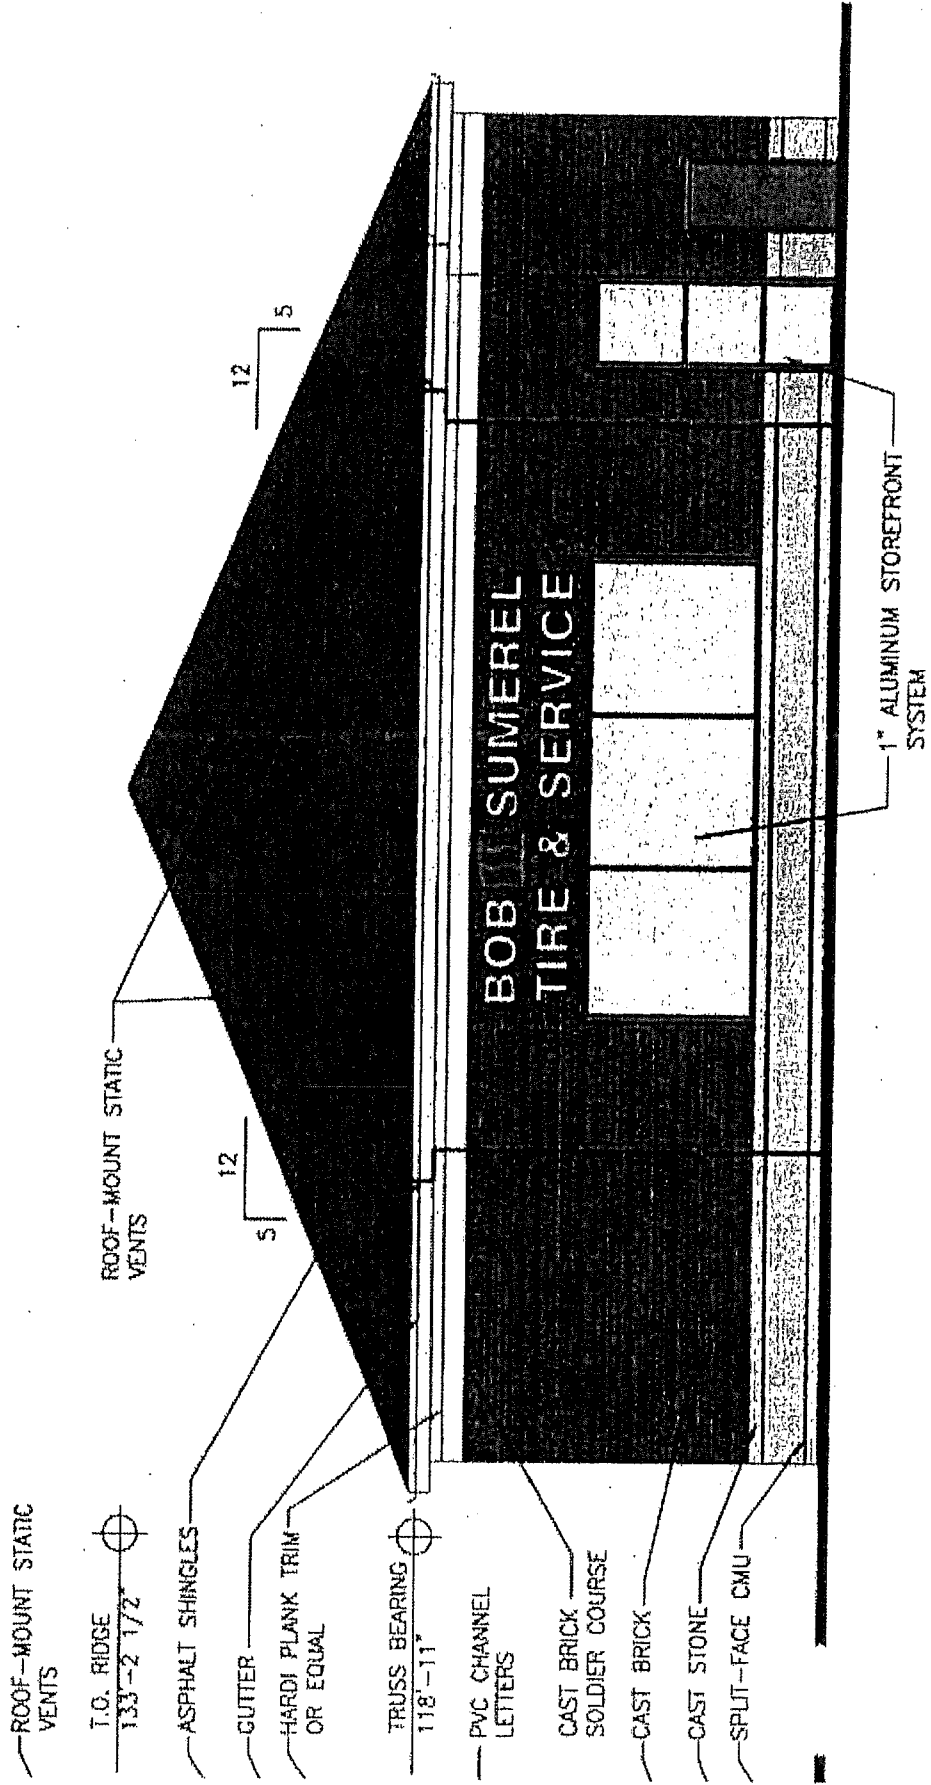 ROOF-MOUNT STATIC
VENTS
T.O. RIDGE
133'-2 1/2"
ASPHALT SHINGLES
GUTTER
HARDI PLANK TRIM
OR EQUAL
TRUSS BEARING
118'-11"
PVC CHANNEL
LETTERS
CAST BRICK
SOLDIER COURSE
CAST BRICK
CAST STONE
SPLIT-FACE CMU
ROOF-MOUNT STATIC
VENTS
12
5
12
5
BOB SUMEREL
TIRE & SERVICE
1" ALUMINUM STOREFRONT
SYSTEM